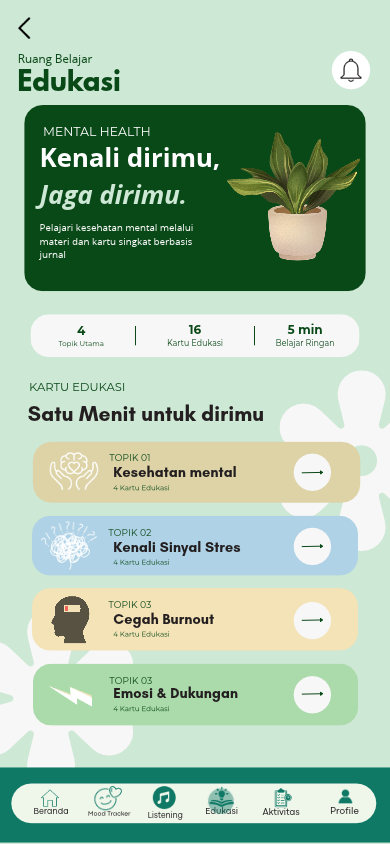 Ruang Belajar
Edukasi
MENTAL HEALTH
Kenali dirimu,
Jaga dirimu.
Pelajari kesehatan mental melalui
materi dan kartu singkat berbasis
jurnal
4
Topik Utama
16
Kartu Edukasi
5 min
Belajar Ringan
KARTU EDUKASI
Satu Menit untuk dirimu
TOPIK 01
Kesehatan mental
4 Kartu Edukasi
TOPIK 02
Kenali Sinyal Stres
4 Kartu Edukasi
TOPIK 03
Cegah Burnout
4 Kartu Edukasi
TOPIK 03
Emosi & Dukungan
4 Kartu Edukasi
Beranda
Mood Tracker
Listening
Edukasi
Aktivitas
Profile